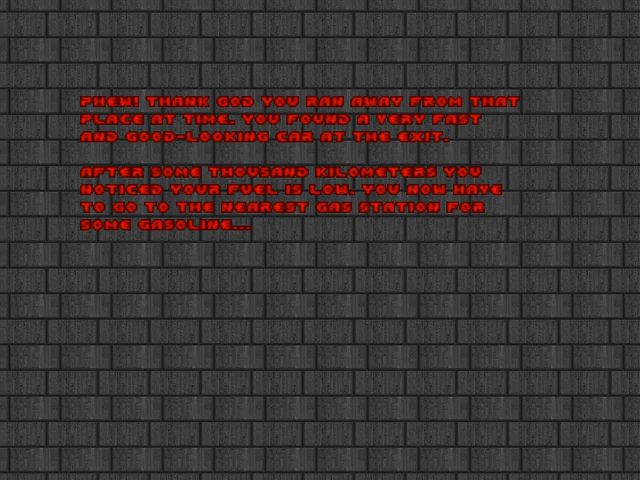 PHEW! THANK GOD YOU RAN AWAY FROM THAT
PLACE AT TIME. YOU FOUND A VERY FAST
AND GOOD-LOOKING CAR AT THE EXIT.
AFTER SOME THOUSAND KILOMETERS YOU
NOTICED YOUR FUEL IS LOW. YOU NOW HAVE
TO GO TO THE NEAREST GAS STATION FOR
SOME GASOLINE...